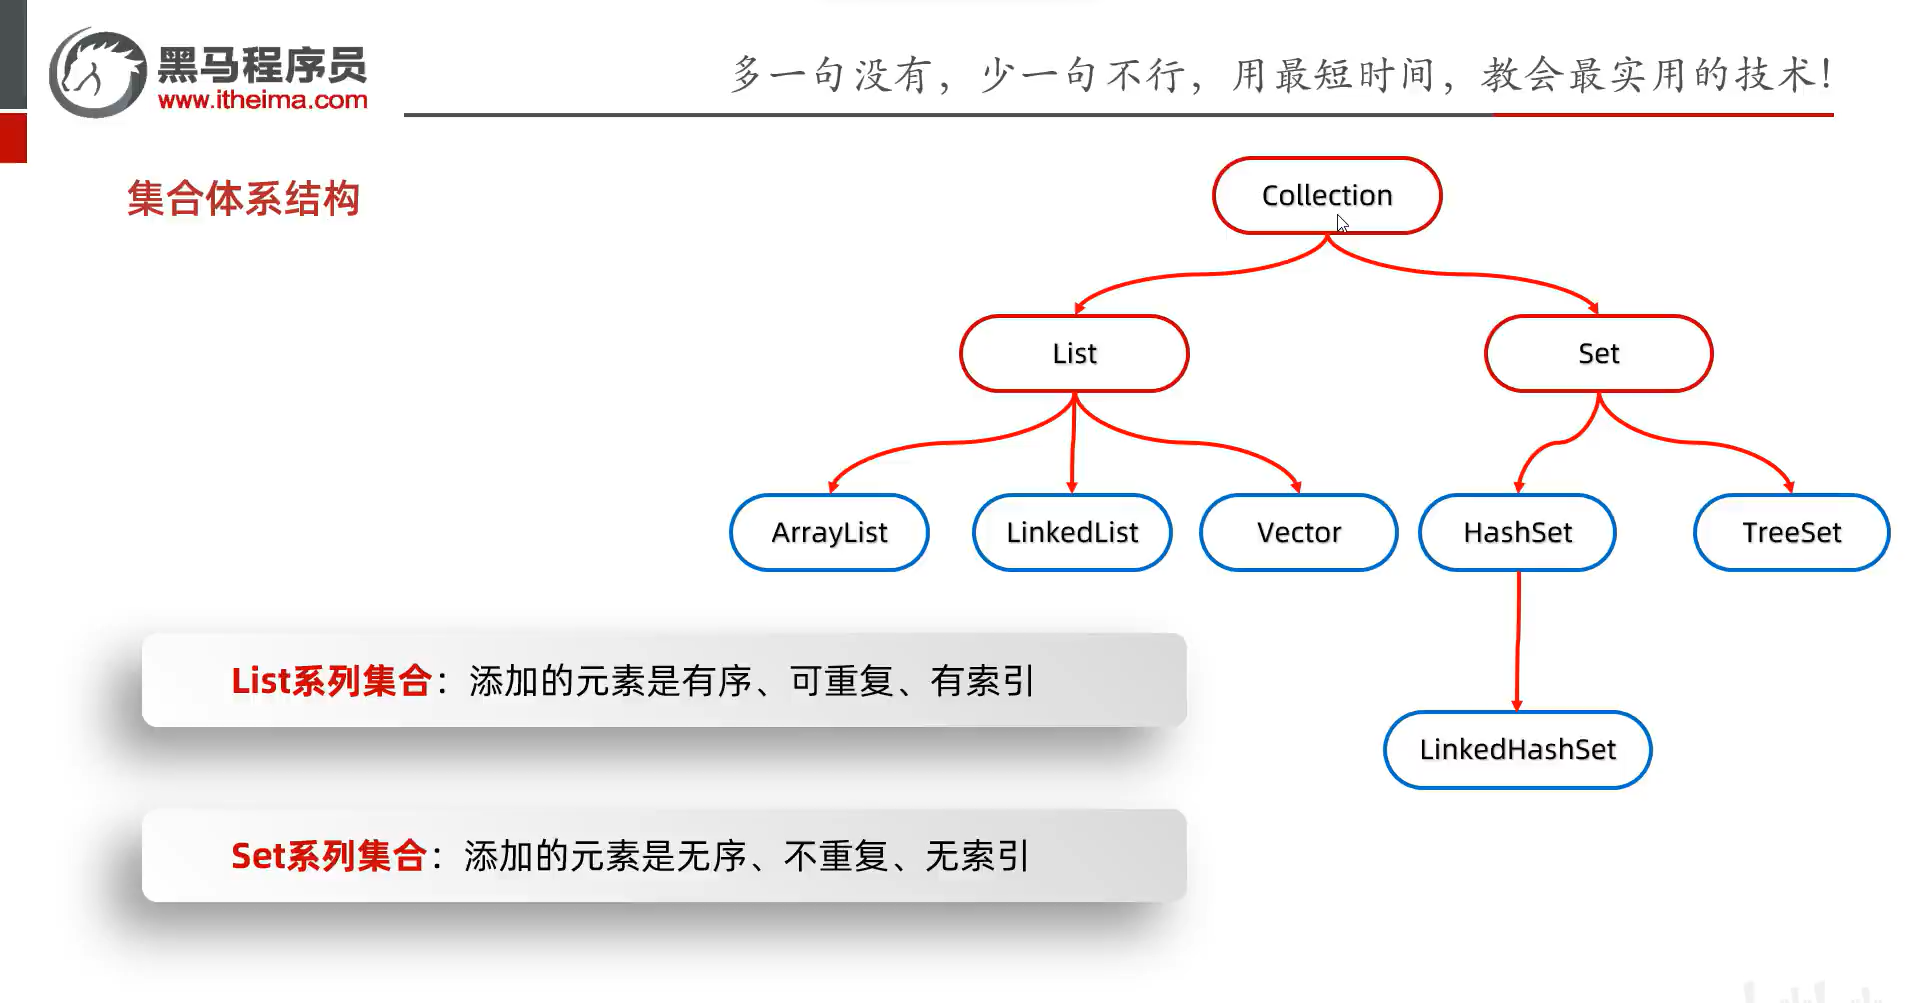 黑马程序员
www.itheima.com
多一句没有，少一句不行，用最短时间，教会最实用的技术！
集合体系结构
Collection
List
Set
ArrayList
LinkedList
Vector
HashSet
TreeSet
List系列集合：添加的元素是有序、可重复、有索引
LinkedHashSet
Set系列集合：添加的元素是无序、不重复、无索引